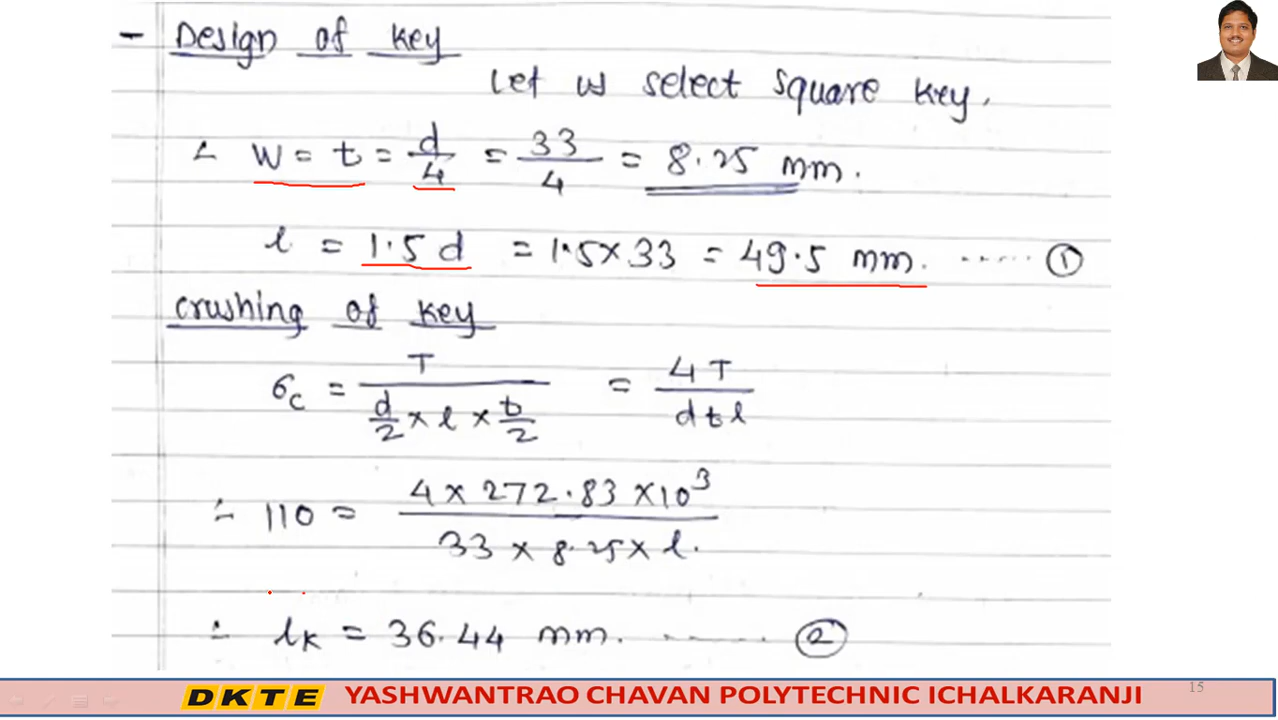 - Design of key
Let us select square key.
∴ W = t = d/4 = 33/4 = 8.25 mm.
l = 1.5 d = 1.5 × 33 = 49.5 mm. ..... ①
crushing of key
σc = T / (d/2 × l × t/2) = 4T / dtl
∴ 110 = 4 × 272.83 × 10³ / 33 × 8.25 × l.
∴ lK = 36.44 mm. ...... ②
15
DKTE YASHWANTRAO CHAVAN POLYTECHNIC ICHALKARANJI